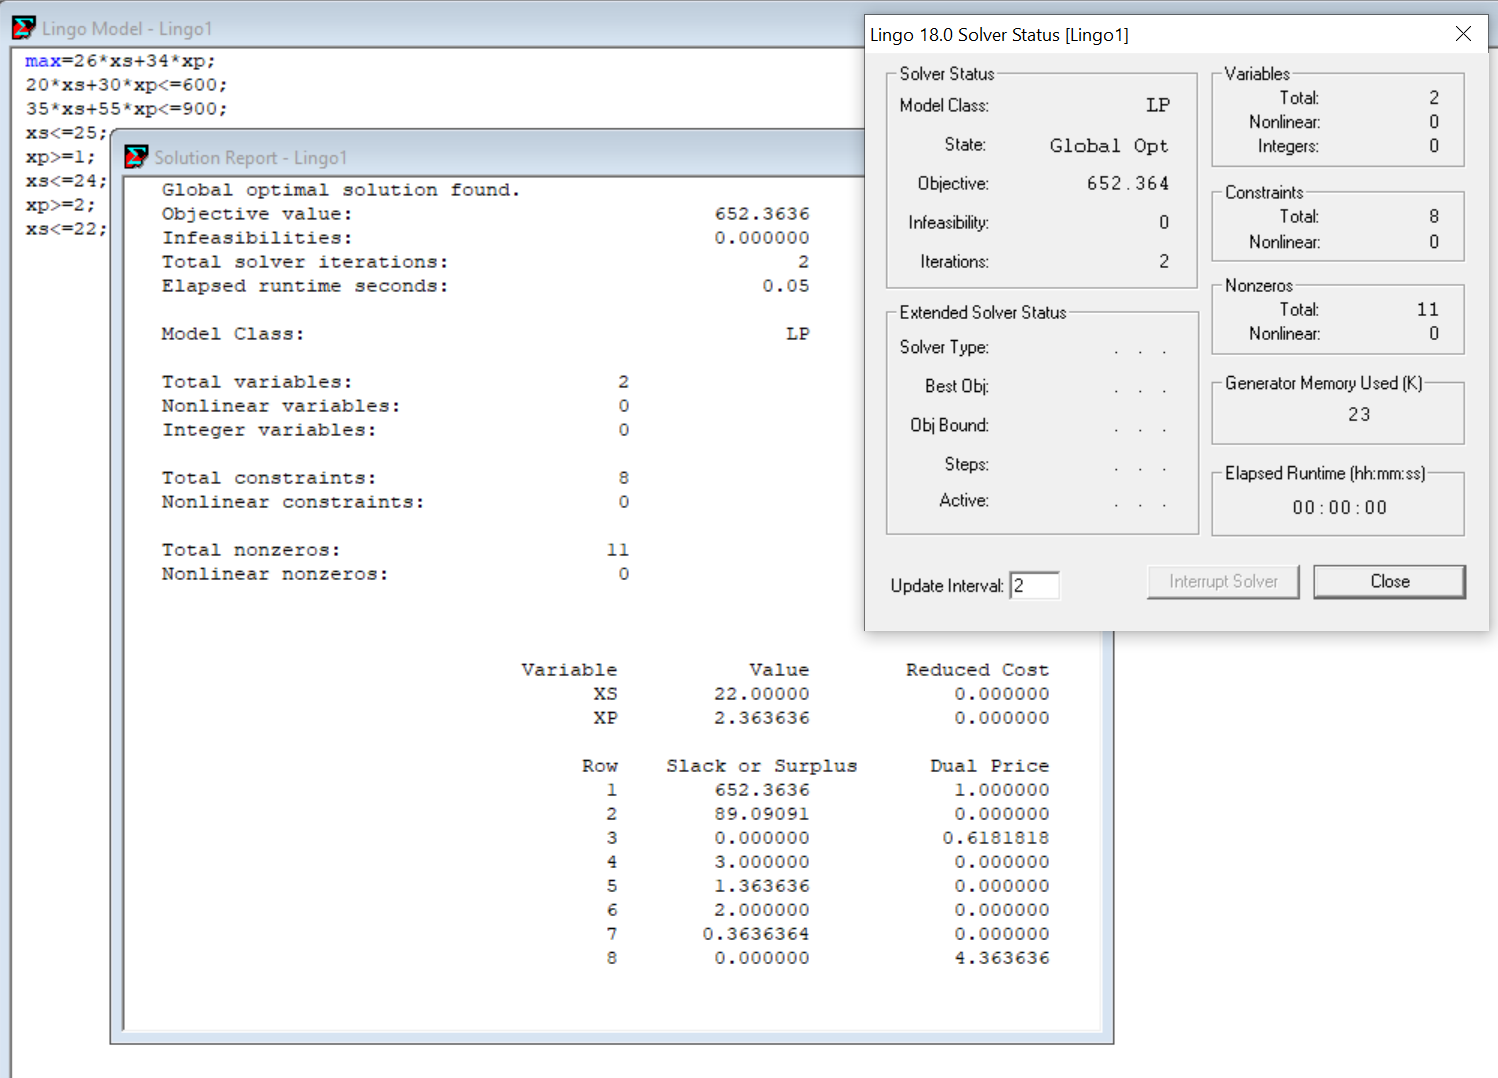 Lingo Model - Lingo1
max=26*xs+34*xp;
20*xs+30*xp<=600;
35*xs+55*xp<=900;
xs<=25;
xp>=1;
xs<=24;
xp>=2;
xs<=22;
Solution Report - Lingo1
Global optimal solution found.
Objective value: 652.3636
Infeasibilities: 0.000000
Total solver iterations: 2
Elapsed runtime seconds: 0.05
Model Class: LP
Total variables: 2
Nonlinear variables: 0
Integer variables: 0
Total constraints: 8
Nonlinear constraints: 0
Total nonzeros: 11
Nonlinear nonzeros: 0
Variable Value Reduced Cost
XS 22.00000 0.000000
XP 2.363636 0.000000
Row Slack or Surplus Dual Price
1 652.3636 1.000000
2 89.09091 0.000000
3 0.000000 0.6181818
4 3.000000 0.000000
5 1.363636 0.000000
6 2.000000 0.000000
7 0.3636364 0.000000
8 0.000000 4.363636
Lingo 18.0 Solver Status [Lingo1]
Solver Status
Model Class: LP
State: Global Opt
Objective: 652.364
Infeasibility: 0
Iterations: 2
Extended Solver Status
Solver Type: . . .
Best Obj: . . .
Obj Bound: . . .
Steps: . . .
Active: . . .
Variables
Total: 2
Nonlinear: 0
Integers: 0
Constraints
Total: 8
Nonlinear: 0
Nonzeros
Total: 11
Nonlinear: 0
Generator Memory Used (K)
23
Elapsed Runtime (hh:mm:ss)
00:00:00
Update Interval: 2
Interrupt Solver
Close